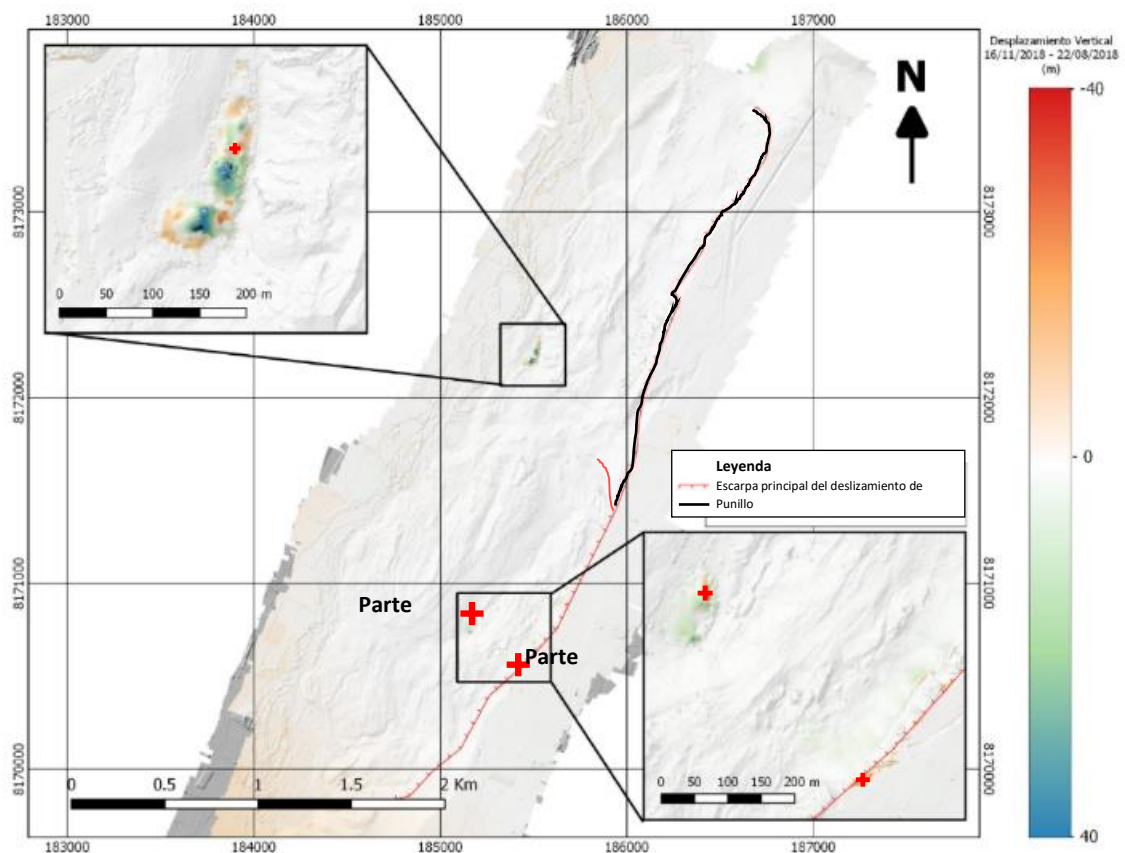 183000 184000 185000 186000 187000
Desplazamiento Vertical
16/11/2018 - 22/08/2018
(m)
-40
N
0 50 100 150 200 m
8173000 8173000
8172000 8172000
0
Leyenda
Escarpa principal del deslizamiento de
Punillo
8171000 8171000
Parte
Parte
0 50 100 150 200 m
8170000 8170000
0 0.5 1 1.5 2 Km
40
183000 184000 185000 186000 187000